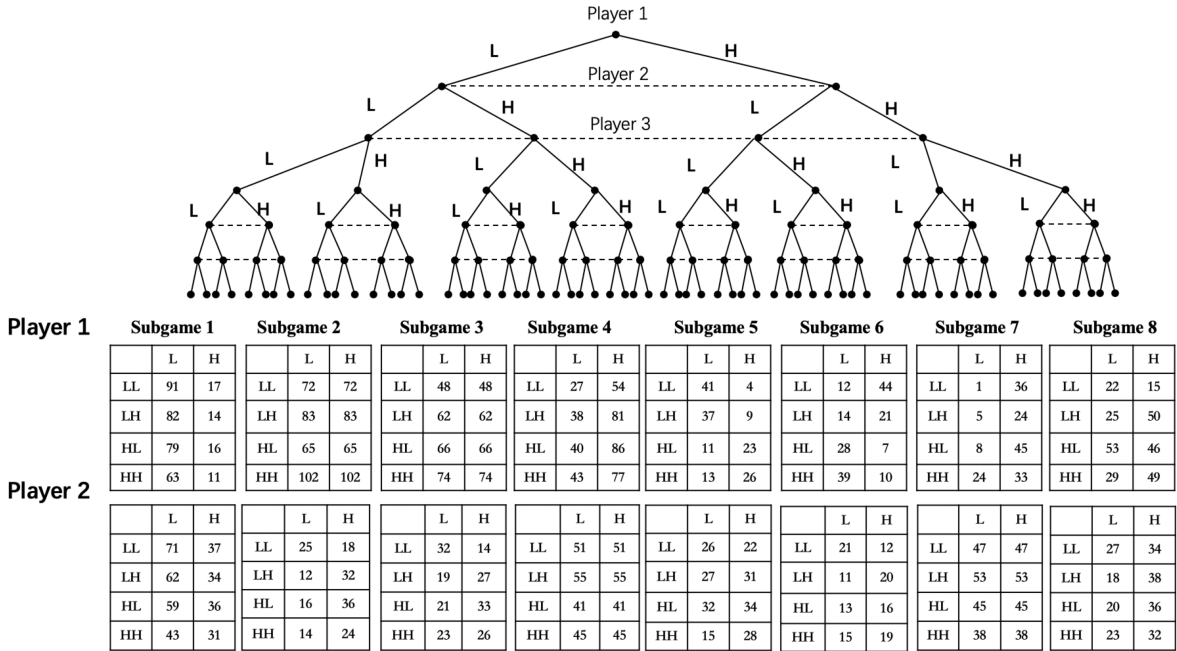 Player 1
L H
Player 2
L H L H
Player 3
L H L H L H L H
L H L H L H L H L H L H L H L H
Player 1 Subgame 1 Subgame 2 Subgame 3 Subgame 4 Subgame 5 Subgame 6 Subgame 7 Subgame 8
L H L H L H L H L H L H L H L H
LL 91 17 LL 72 72 LL 48 48 LL 27 54 LL 41 4 LL 12 44 LL 1 36 LL 22 15
LH 82 14 LH 83 83 LH 62 62 LH 38 81 LH 37 9 LH 14 21 LH 5 24 LH 25 50
HL 79 16 HL 65 65 HL 66 66 HL 40 86 HL 11 23 HL 28 7 HL 8 45 HL 53 46
HH 63 11 HH 102 102 HH 74 74 HH 43 77 HH 13 26 HH 39 10 HH 24 33 HH 29 49
Player 2
L H L H L H L H L H L H L H L H
LL 71 37 LL 25 18 LL 32 14 LL 51 51 LL 26 22 LL 21 12 LL 47 47 LL 27 34
LH 62 34 LH 12 32 LH 19 27 LH 55 55 LH 27 31 LH 11 20 LH 53 53 LH 18 38
HL 59 36 HL 16 36 HL 21 33 HL 41 41 HL 32 34 HL 13 16 HL 45 45 HL 20 36
HH 43 31 HH 14 24 HH 23 26 HH 45 45 HH 15 28 HH 15 19 HH 38 38 HH 23 32